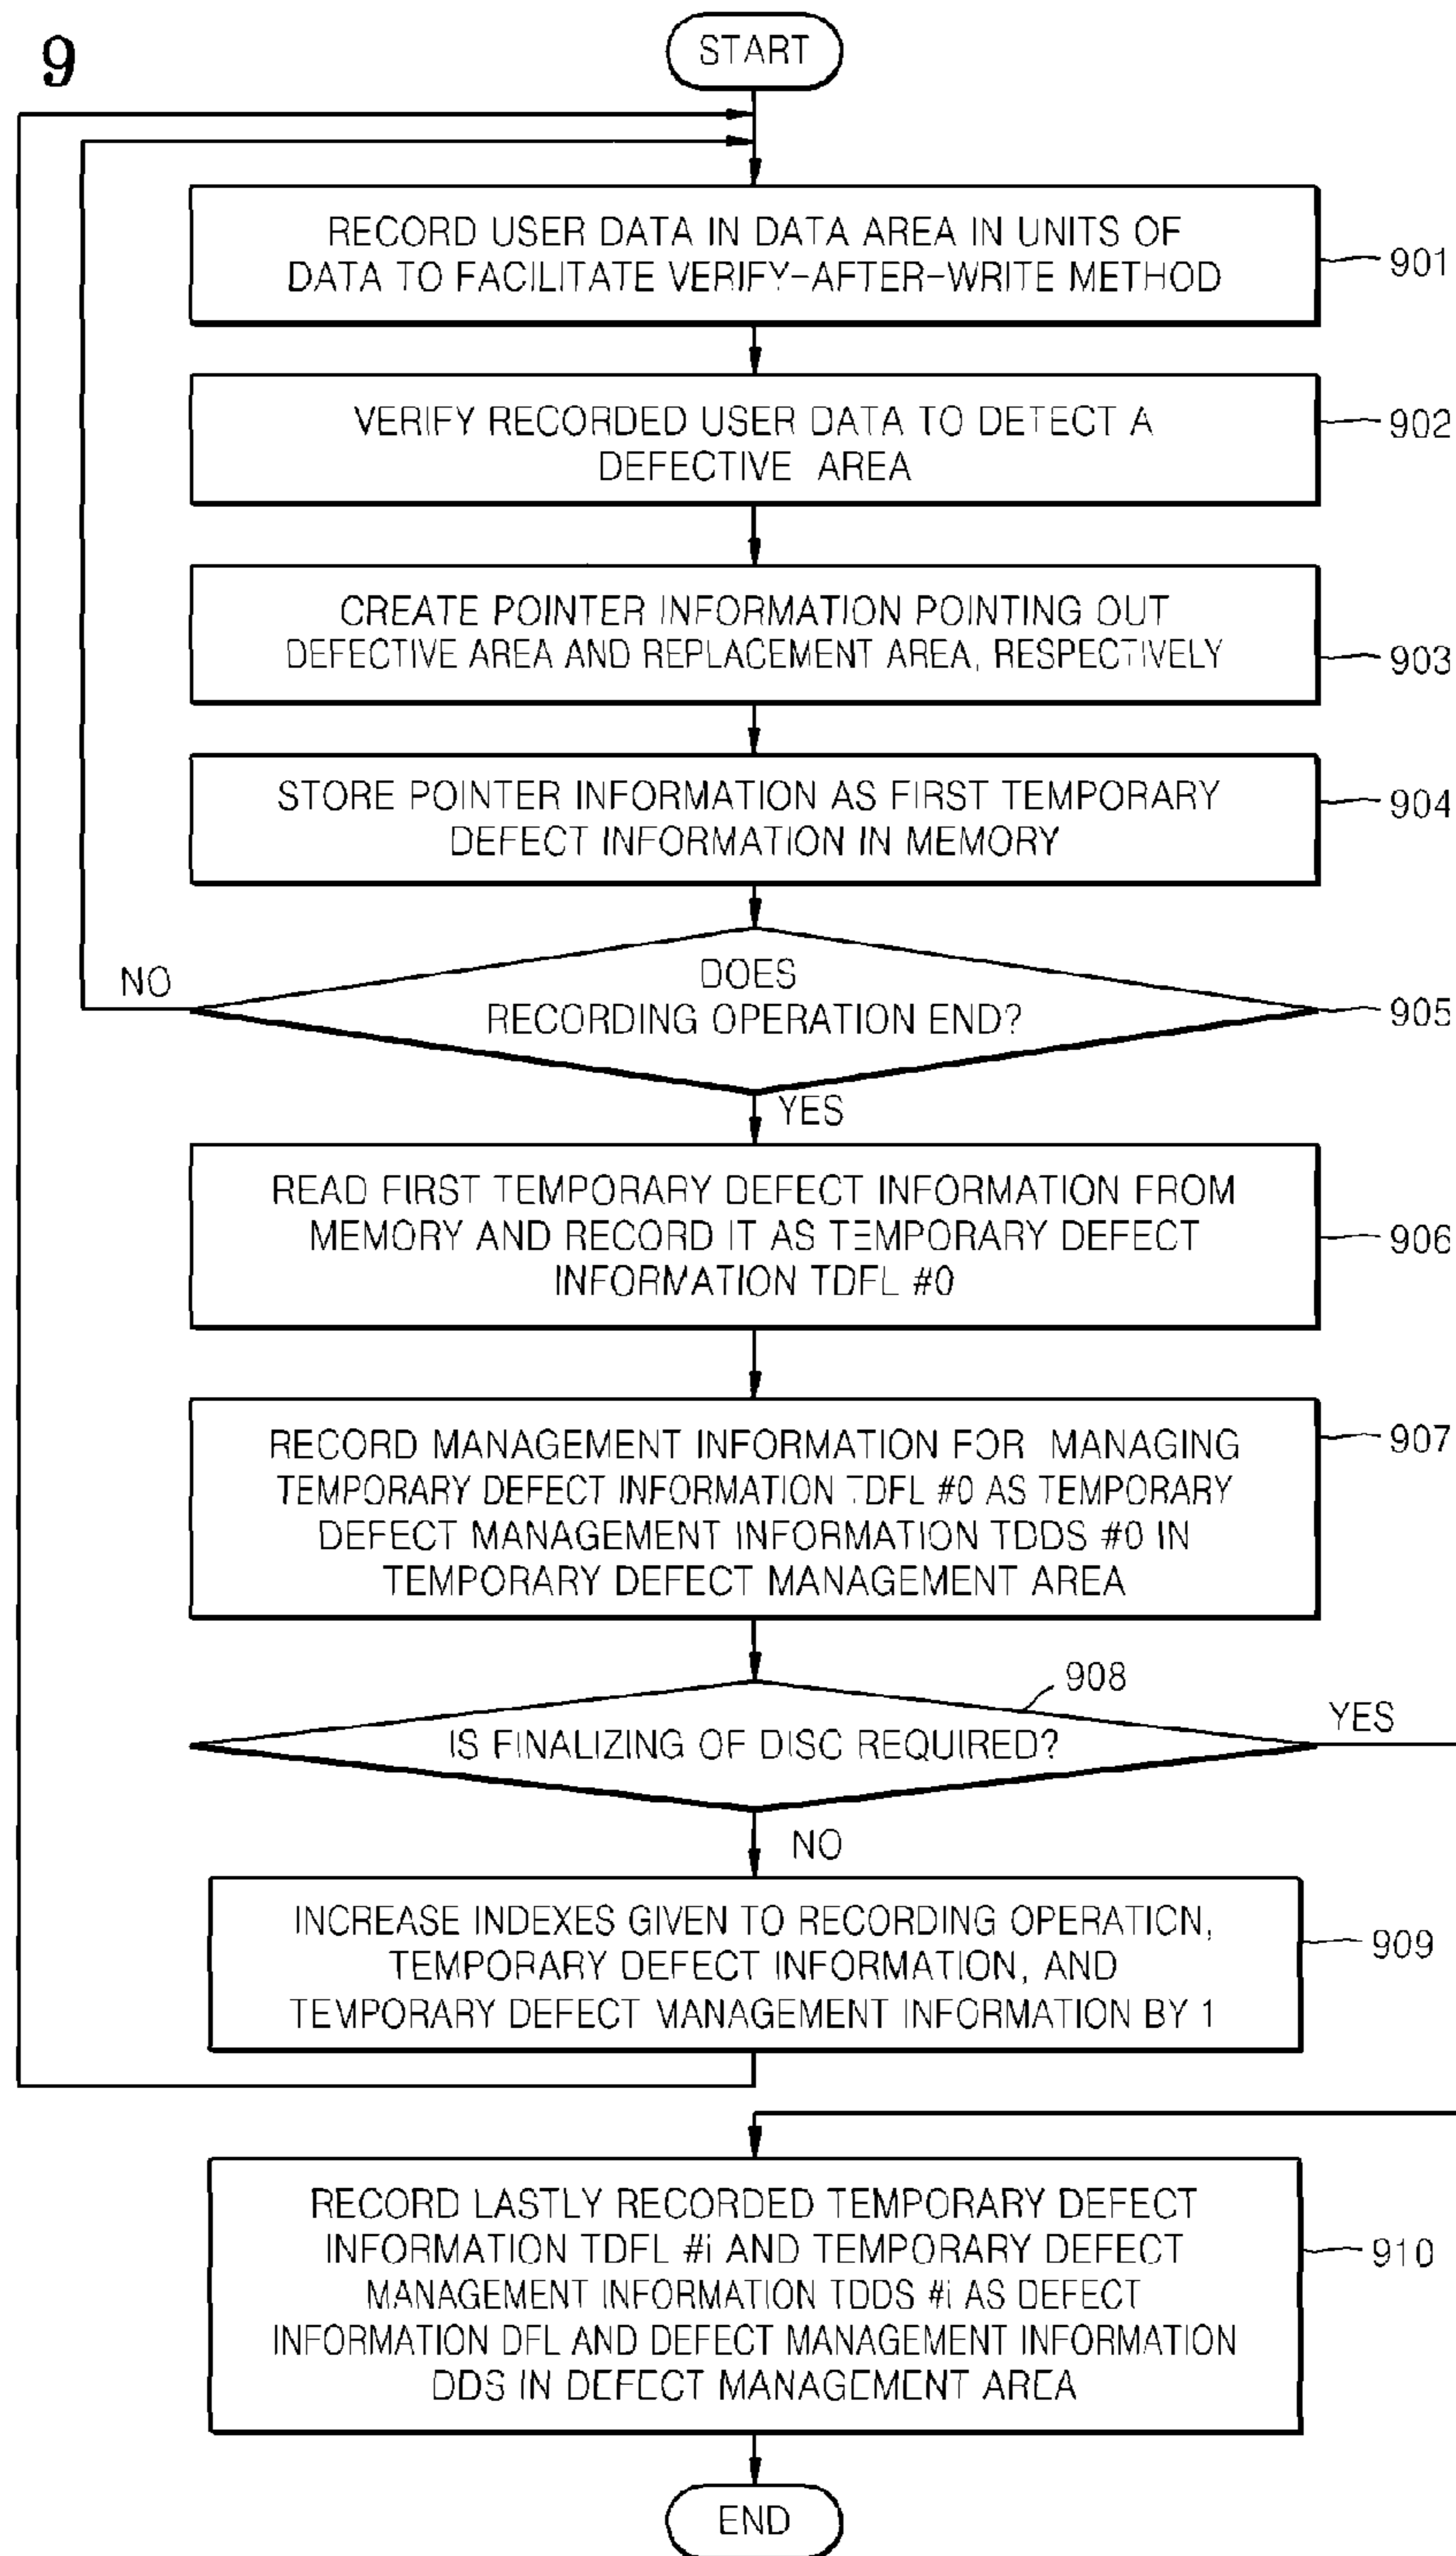 9
START
RECORD USER DATA IN DATA AREA IN UNITS OF
DATA TO FACILITATE VERIFY-AFTER-WRITE METHOD
901
VERIFY RECORDED USER DATA TO DETECT A
DEFECTIVE AREA
902
CREATE POINTER INFORMATION POINTING OUT
DEFECTIVE AREA AND REPLACEMENT AREA, RESPECTIVELY
903
STORE POINTER INFORMATION AS FIRST TEMPORARY
DEFECT INFORMATION IN MEMORY
904
DOES
RECORDING OPERATION END?
905
NO
YES
READ FIRST TEMPORARY DEFECT INFORMATION FROM
MEMORY AND RECORD IT AS TEMPORARY DEFECT
INFORMATION TDFL #0
906
RECORD MANAGEMENT INFORMATION FOR MANAGING
TEMPORARY DEFECT INFORMATION TDFL #0 AS TEMPORARY
DEFECT MANAGEMENT INFORMATION TDDS #0 IN
TEMPORARY DEFECT MANAGEMENT AREA
907
908
IS FINALIZING OF DISC REQUIRED?
YES
NO
INCREASE INDEXES GIVEN TO RECORDING OPERATION,
TEMPORARY DEFECT INFORMATION, AND
TEMPORARY DEFECT MANAGEMENT INFORMATION BY 1
909
RECORD LASTLY RECORDED TEMPORARY DEFECT
INFORMATION TDFL #i AND TEMPORARY DEFECT
MANAGEMENT INFORMATION TDDS #i AS DEFECT
INFORMATION DFL AND DEFECT MANAGEMENT INFORMATION
DDS IN DEFECT MANAGEMENT AREA
910
END